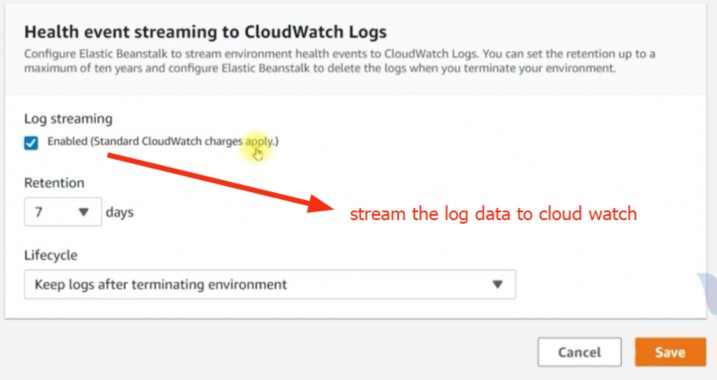 Health event streaming to CloudWatch Logs
Configure Elastic Beanstalk to stream environment health events to CloudWatch Logs. You can set the retention up to a
maximum of ten years and configure Elastic Beanstalk to delete the logs when you terminate your environment.
Log streaming
Enabled (Standard CloudWatch charges apply.)
Retention
7 days
stream the log data to cloud watch
Lifecycle
Keep logs after terminating environment
Cancel Save